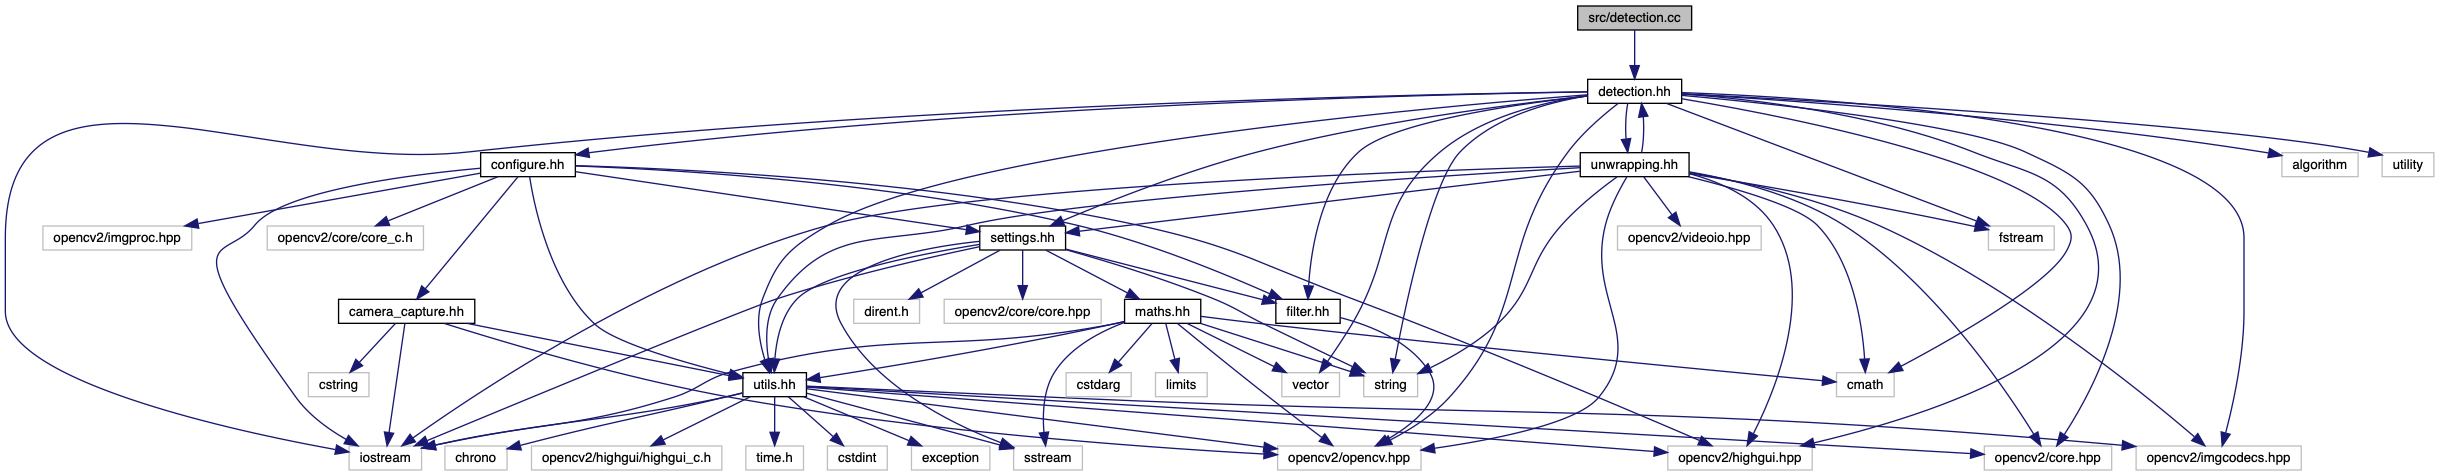 src/detection.cc
detection.hh
configure.hh
unwrapping.hh
algorithm
utility
opencv2/imgproc.hpp
opencv2/core/core_c.h
settings.hh
opencv2/videoio.hpp
fstream
camera_capture.hh
dirent.h
opencv2/core/core.hpp
maths.hh
filter.hh
cstring
utils.hh
cstdarg
limits
vector
string
cmath
iostream
chrono
opencv2/highgui/highgui_c.h
time.h
cstdint
exception
sstream
opencv2/opencv.hpp
opencv2/highgui.hpp
opencv2/core.hpp
opencv2/imgcodecs.hpp